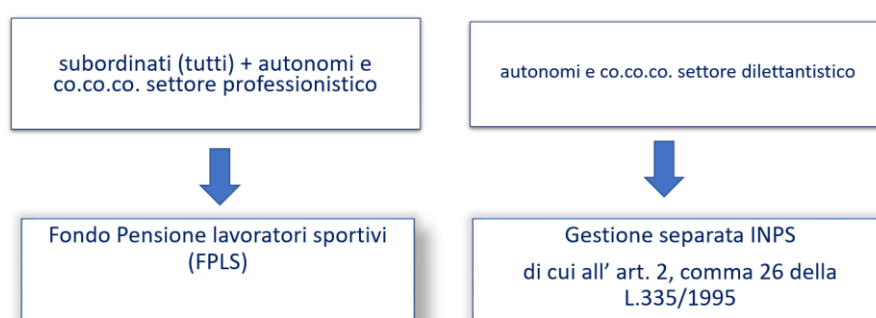 subordinati (tutti) + autonomi e
co.co.co. settore professionistico
autonomi e co.co.co. settore dilettantistico
Fondo Pensione lavoratori sportivi
(FPLS)
Gestione separata INPS
di cui all’ art. 2, comma 26 della
L.335/1995